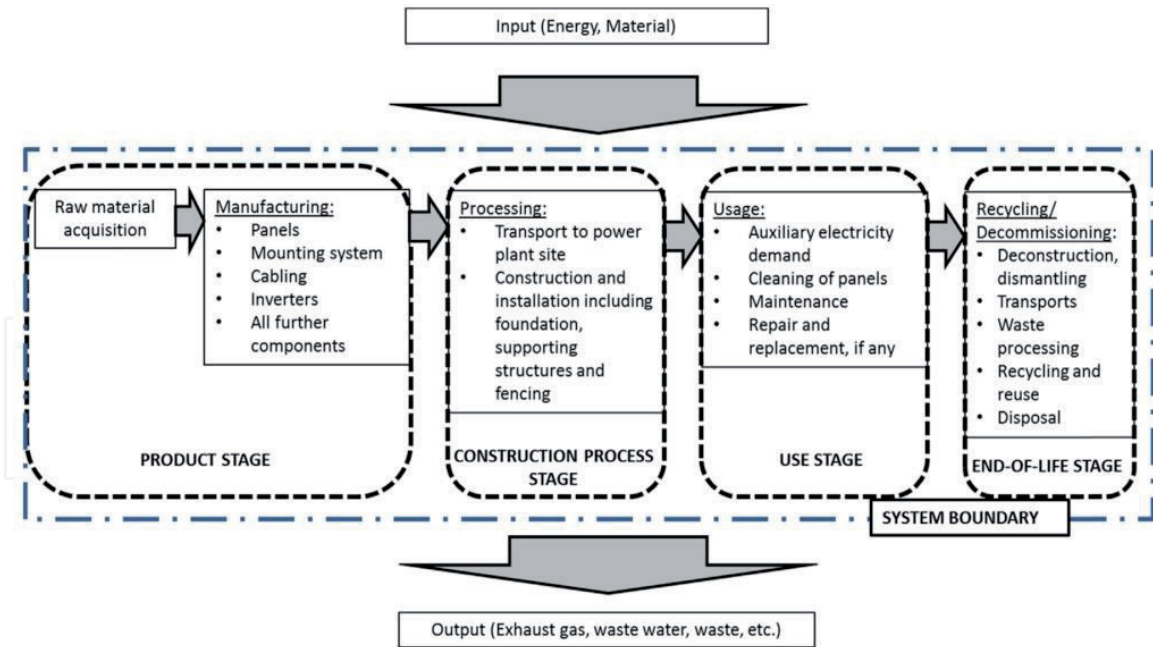 Input (Energy, Material)
Raw material
acquisition
Manufacturing:
• Panels
• Mounting system
• Cabling
• Inverters
• All further
components
PRODUCT STAGE
Processing:
• Transport to power
plant site
• Construction and
installation including
foundation,
supporting
structures and
fencing
CONSTRUCTION PROCESS
STAGE
Usage:
• Auxiliary electricity
demand
• Cleaning of panels
• Maintenance
• Repair and
replacement, if any
USE STAGE
Recycling/
Decommissioning:
• Deconstruction,
dismantling
• Transports
• Waste
processing
• Recycling and
reuse
• Disposal
END-OF-LIFE STAGE
SYSTEM BOUNDARY
Output (Exhaust gas, waste water, waste, etc.)